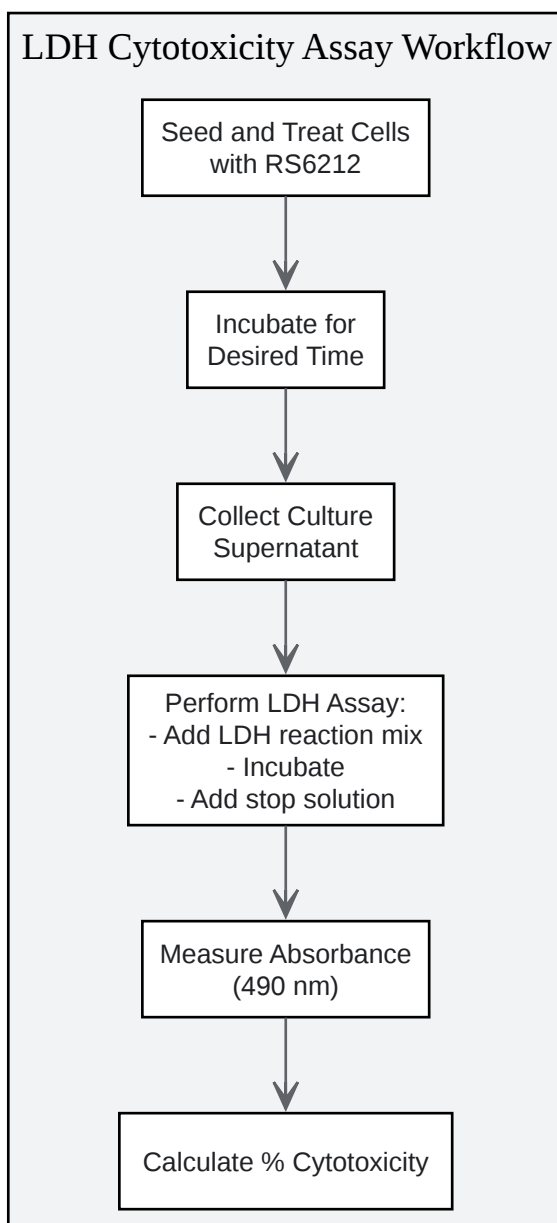 LDH Cytotoxicity Assay Workflow
Seed and Treat Cells
with RS6212
Incubate for
Desired Time
Collect Culture
Supernatant
Perform LDH Assay:
- Add LDH reaction mix
- Incubate
- Add stop solution
Measure Absorbance
(490 nm)
Calculate % Cytotoxicity